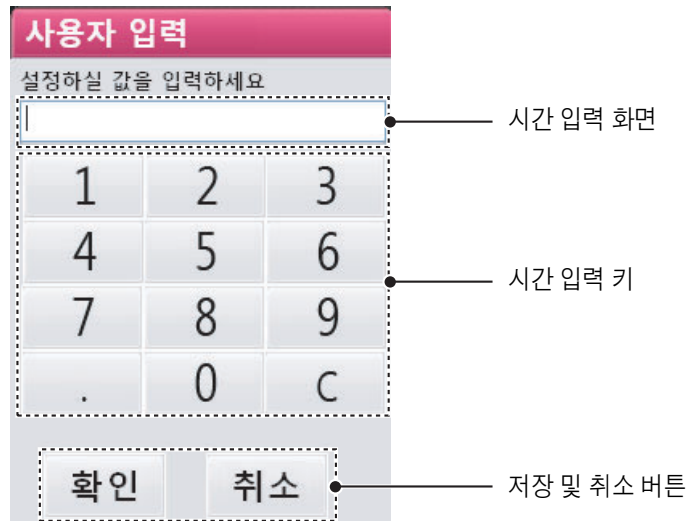 사용자 입력
설정하실 값을 입력하세요
시간 입력 화면
1 2 3
4 5 6
시간 입력 키
7 8 9
. 0 C
확인 취소
저장 및 취소 버튼